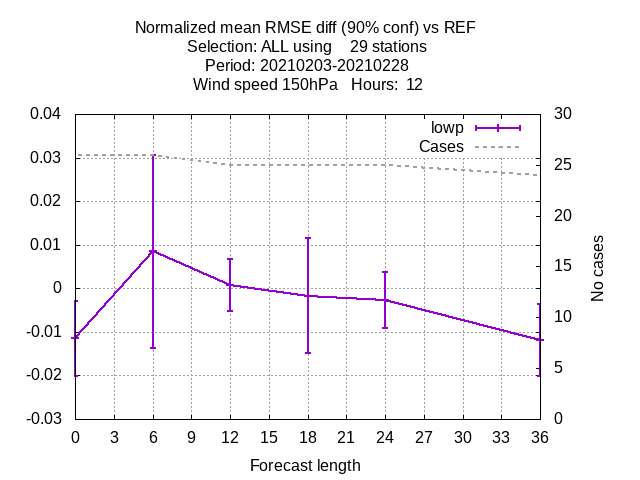 Normalized mean RMSE diff (90% conf) vs REF
Selection: ALL using    29 stations
Period: 20210203-20210228
Wind speed 150hPa   Hours:  12
0.04
0.03
0.02
0.01
0
-0.01
-0.02
-0.03
lowp
Cases
30
25
20
15
10
5
0
No cases
0 3 6 9 12 15 18 21 24 27 30 33 36
Forecast length